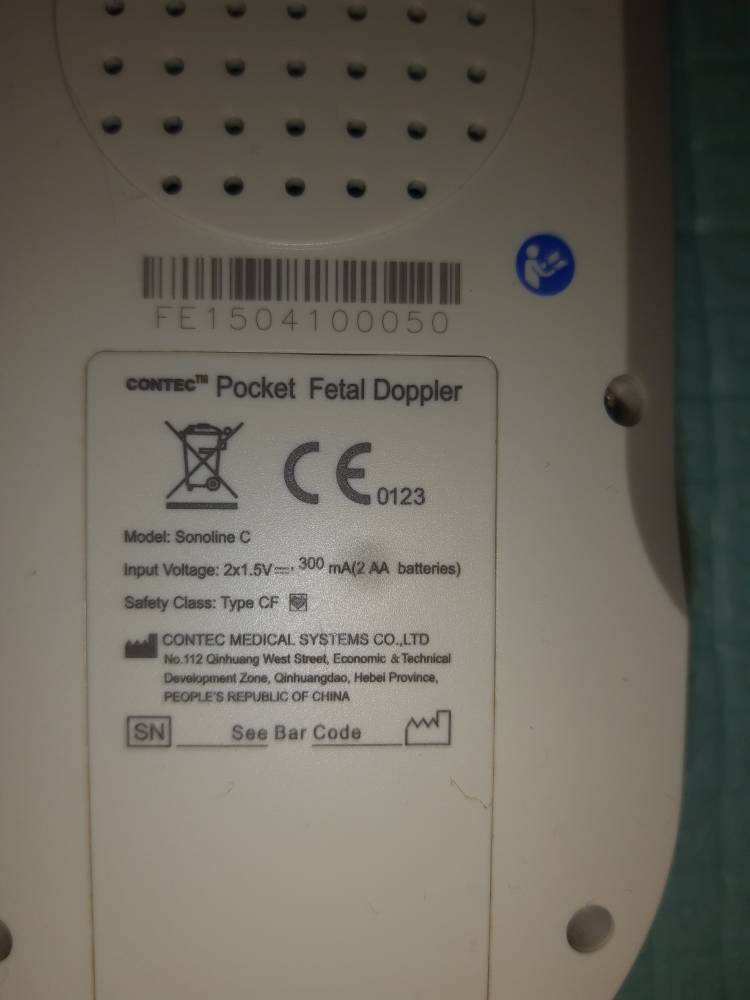 FE1504100050
CONTEC™ Pocket Fetal Doppler
CE 0123
Model: Sonoline C
Input Voltage: 2x1.5V⎓, 300 mA(2 AA batteries)
Safety Class: Type CF
CONTEC MEDICAL SYSTEMS CO.,LTD
No.112 Qinhuang West Street, Economic & Technical
Development Zone, Qinhuangdao, Hebei Province,
PEOPLE'S REPUBLIC OF CHINA
SN See Bar Code